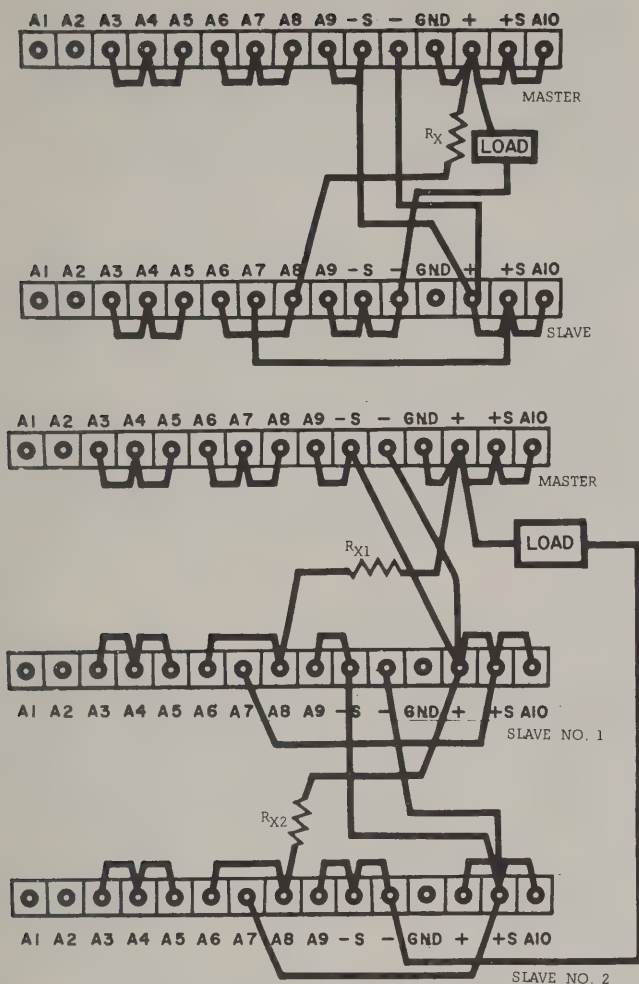 A1 A2 A3 A4 A5 A6 A7 A8 A9 -S - GND + +S A10
MASTER
RX
LOAD
A1 A2 A3 A4 A5 A6 A7 A8 A9 -S - GND + +S A10
SLAVE
A1 A2 A3 A4 A5 A6 A7 A8 A9 -S - GND + +S A10
MASTER
LOAD
RX1
A1 A2 A3 A4 A5 A6 A7 A8 A9 -S - GND + +S A10
SLAVE NO. 1
RX2
A1 A2 A3 A4 A5 A6 A7 A8 A9 -S - GND + +S A10
SLAVE NO. 2